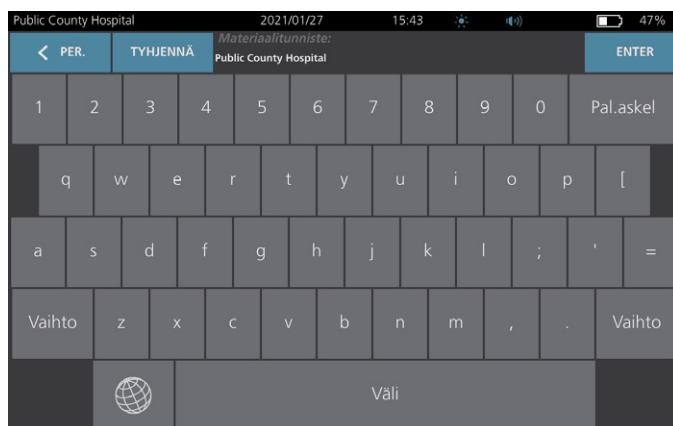 Public County Hospital 2021/01/27 15:43 47%
PER. TYHJENNÄ Materiaalitunniste: ENTER
Public County Hospital
1 2 3 4 5 6 7 8 9 0 Pal.askel
q w e r t y u i o p [
a s d f g h j k l ; ' =
Vaihto z x c v b n m , . Vaihto
Väli